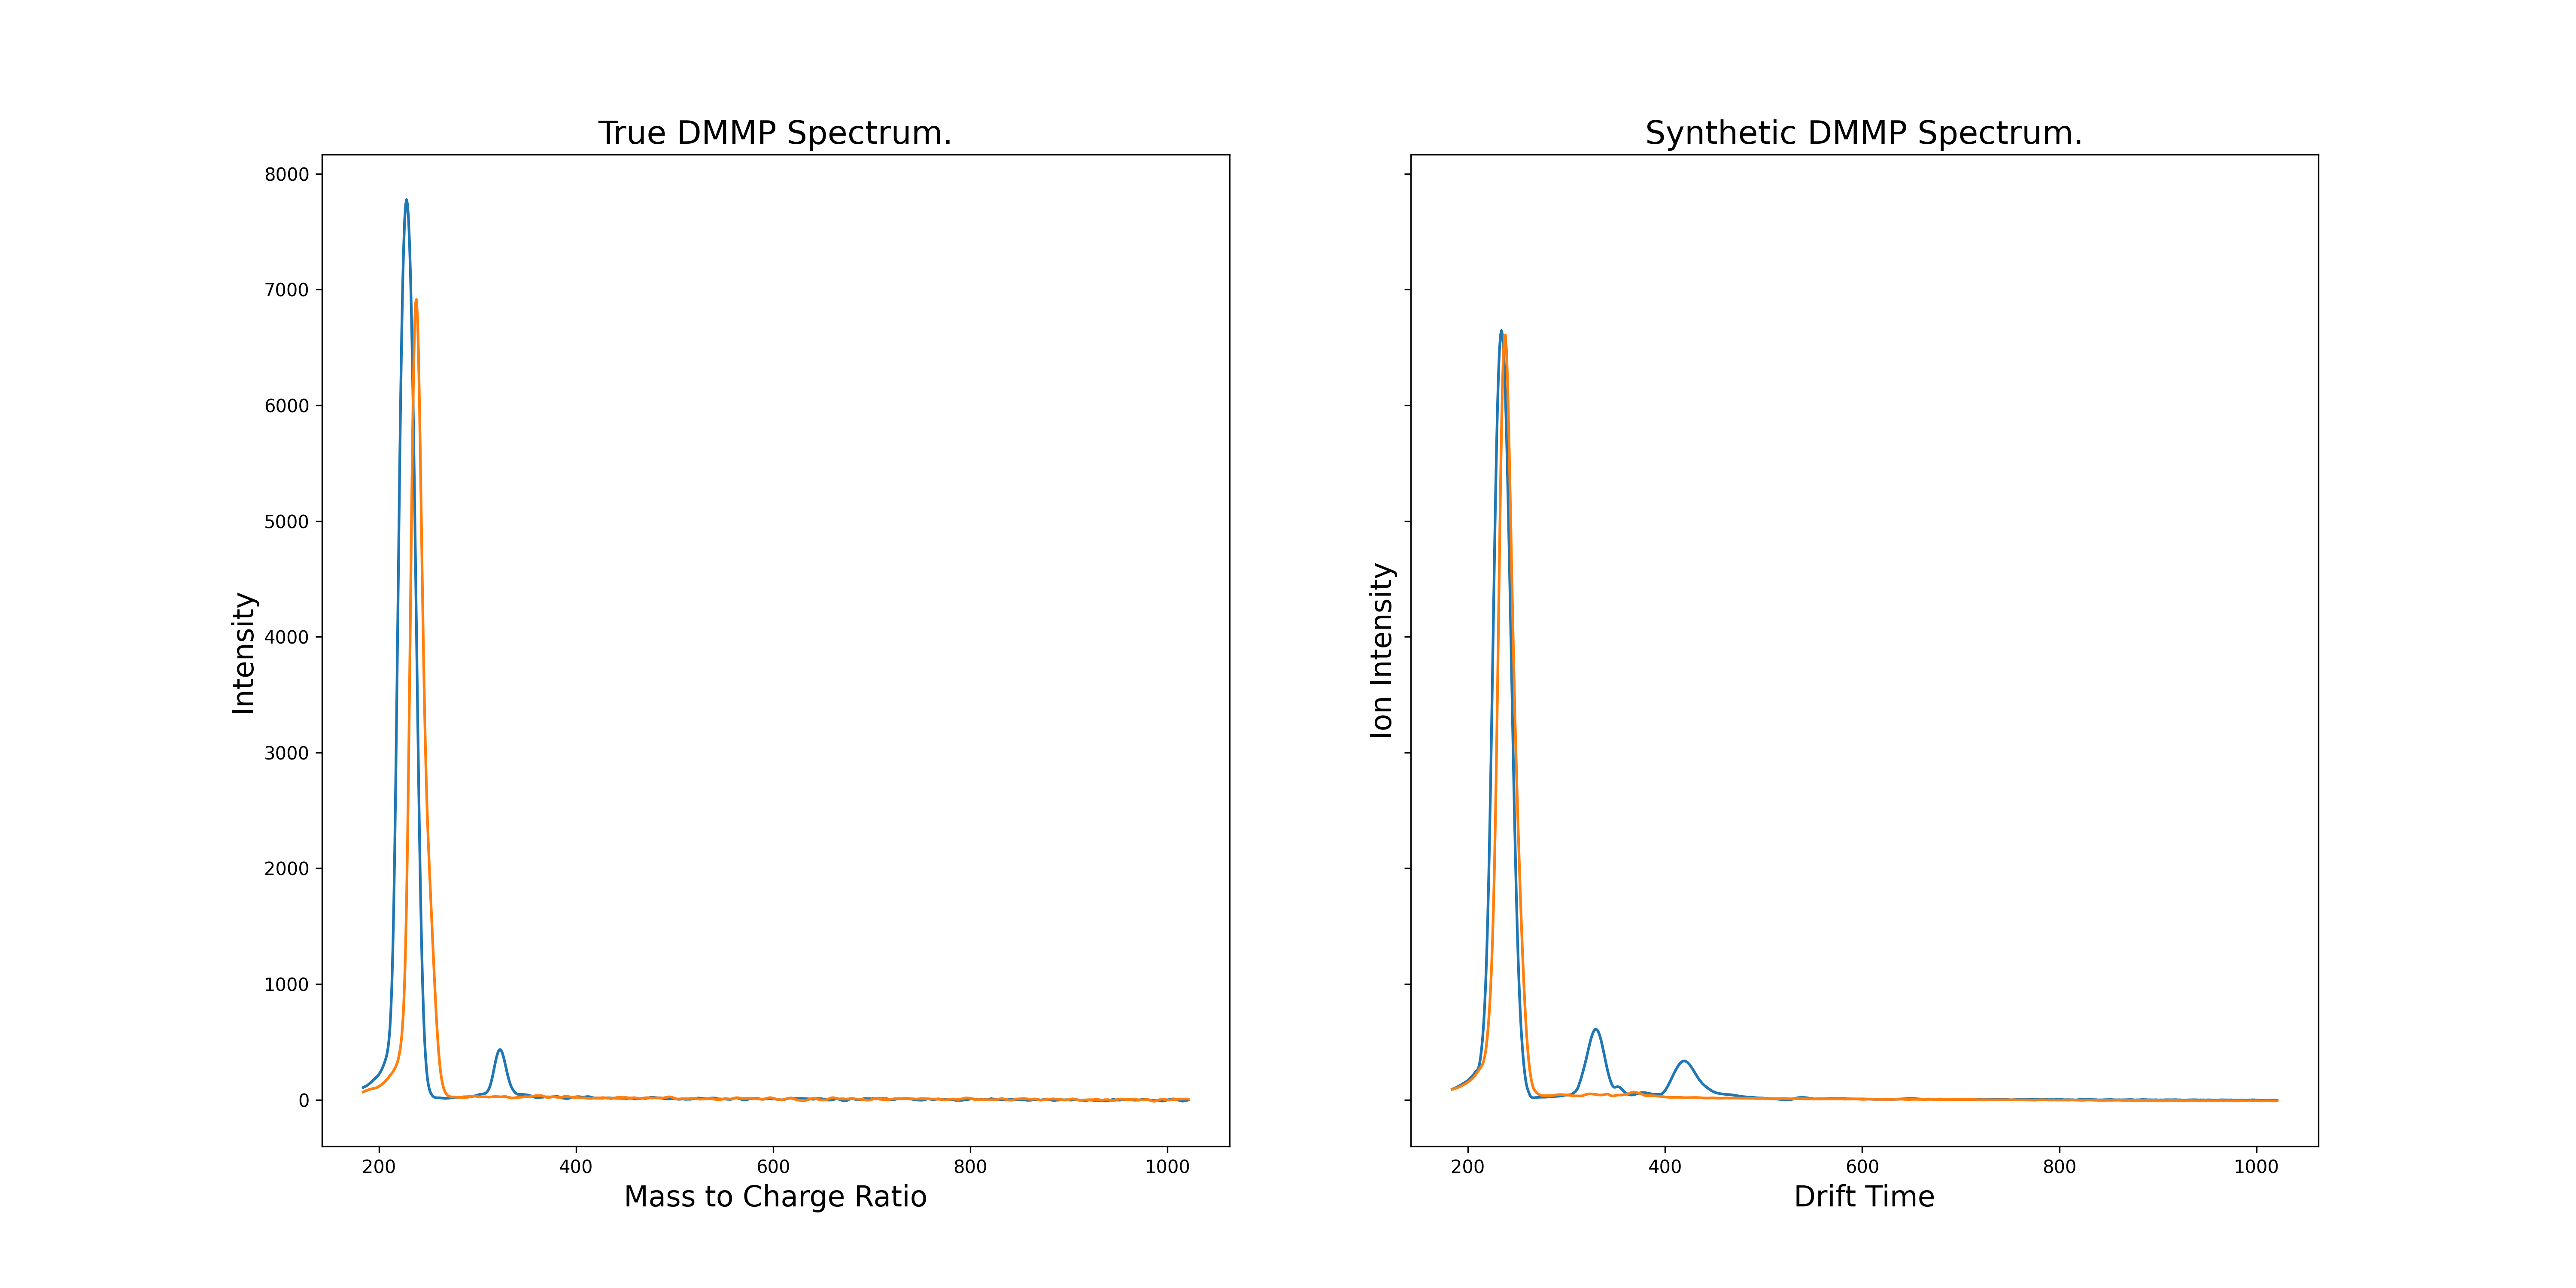 True DMMP Spectrum.
8000
7000
6000
5000
4000
3000
2000
1000
0
Intensity
200 400 600 800 1000
Mass to Charge Ratio
Synthetic DMMP Spectrum.
Ion Intensity
200 400 600 800 1000
Drift Time